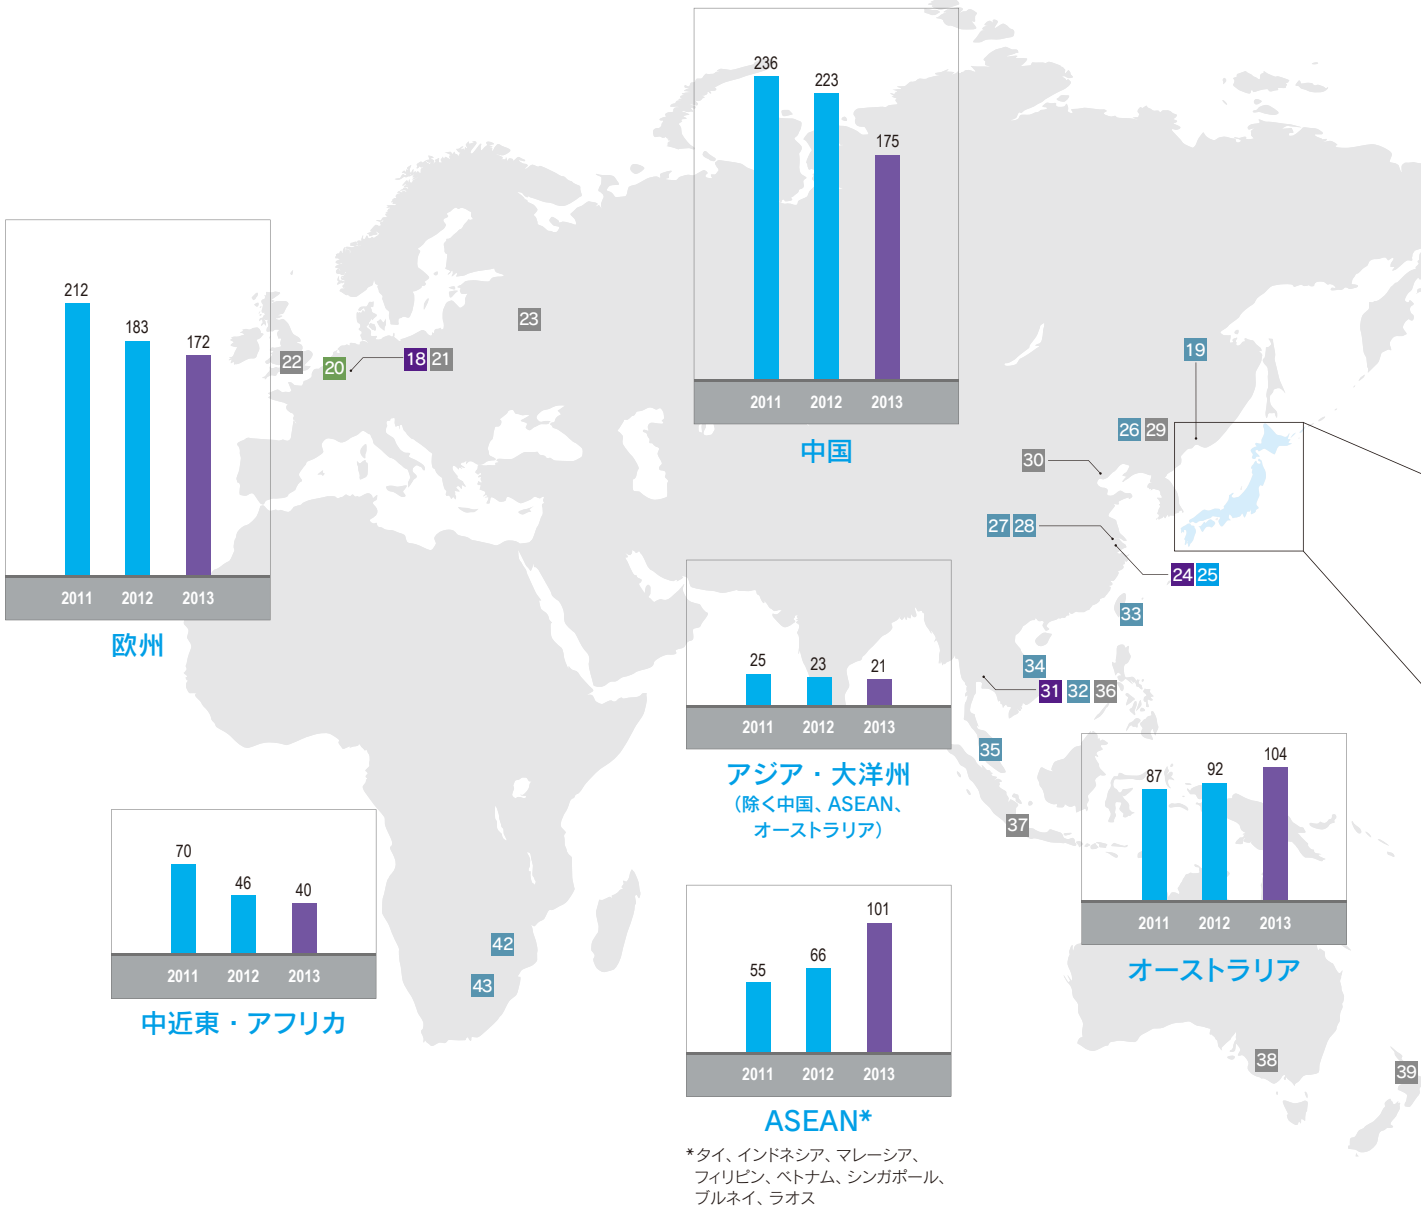 236
223
175
2011 2012 2013
中国
212
183
172
2011 2012 2013
欧州
22
20
18 21
23
19
26 29
30
27 28
24 25
33
34
31 32 36
35
37
25
23
21
2011 2012 2013
アジア・大洋州
(除く中国、ASEAN、
オーストラリア)
87
92
104
2011 2012 2013
オーストラリア
70
46
40
2011 2012 2013
中近東・アフリカ
42
43
55
66
101
2011 2012 2013
ASEAN*
*タイ、インドネシア、マレーシア、
フィリピン、ベトナム、シンガポール、
ブルネイ、ラオス
38
39